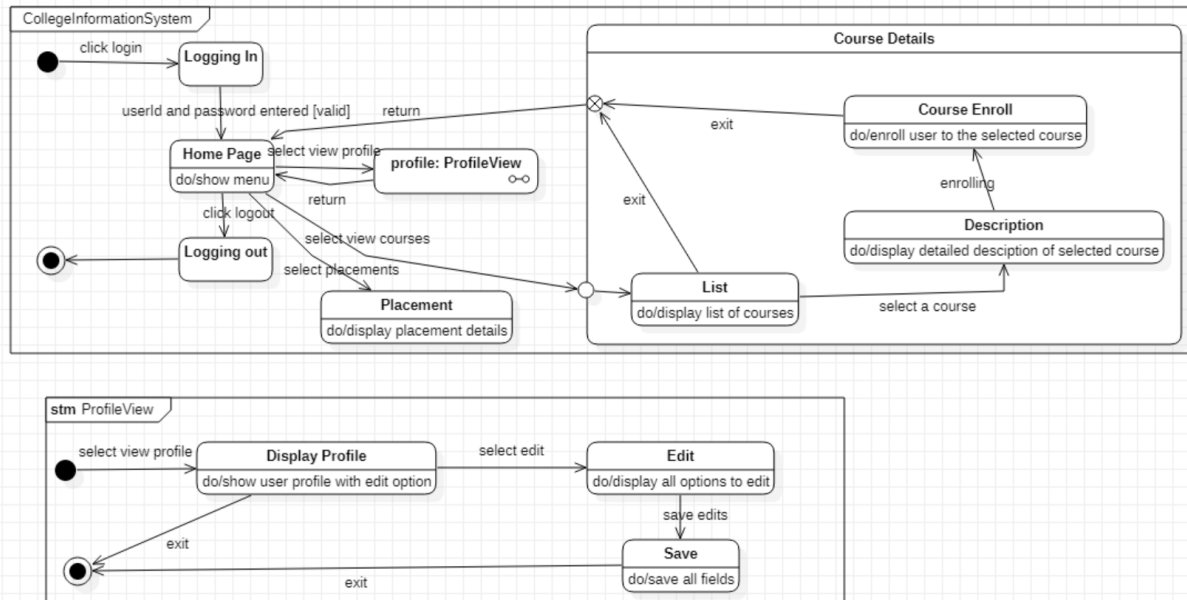 CollegeInformationSystem
click login
Logging In
Course Details
userId and password entered [valid]
return
Course Enroll
do/enroll user to the selected course
exit
Home Page
do/show menu
select view profile
profile: ProfileView
return
enrolling
exit
click logout
Description
do/display detailed desciption of selected course
Logging out
select view courses
select placements
List
do/display list of courses
select a course
Placement
do/display placement details
stm ProfileView
select view profile
Display Profile
do/show user profile with edit option
select edit
Edit
do/display all options to edit
save edits
exit
Save
do/save all fields
exit